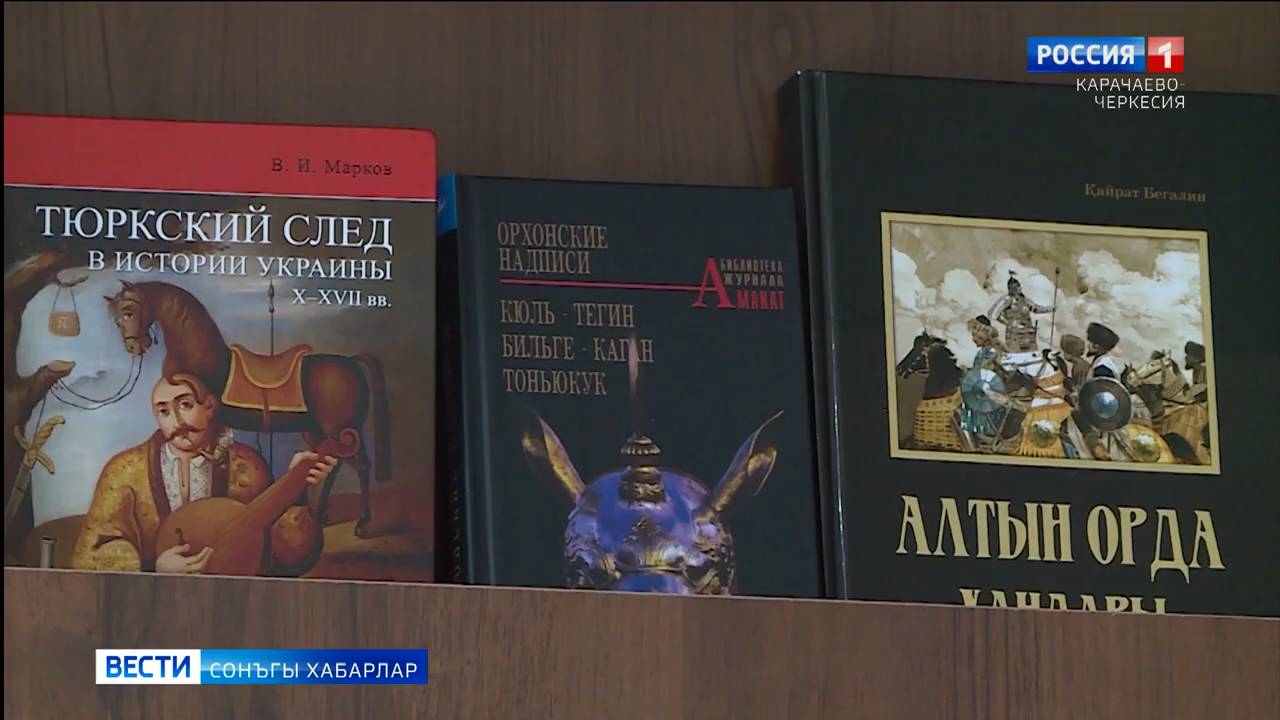 РОССИЯ 1
КАРАЧАЕВО-
ЧЕРКЕСИЯ
В. И. Марков
ТЮРКСКИЙ СЛЕД
В ИСТОРИИ УКРАИНЫ
X–XVII вв.
ОРХОНСКИЕ
НАДПИСИ
БИБЛИОТЕКА
ЖУРНАЛА
АМАНАТ
КЮЛЬ - ТЕГИН
БИЛЬГЕ - КАГАН
ТОНЬЮКУК
Қайрат Бегалин
АЛТЫН ОРДА
ХАНДАРЫ
ВЕСТИ СОНЪГЫ ХАБАРЛАР